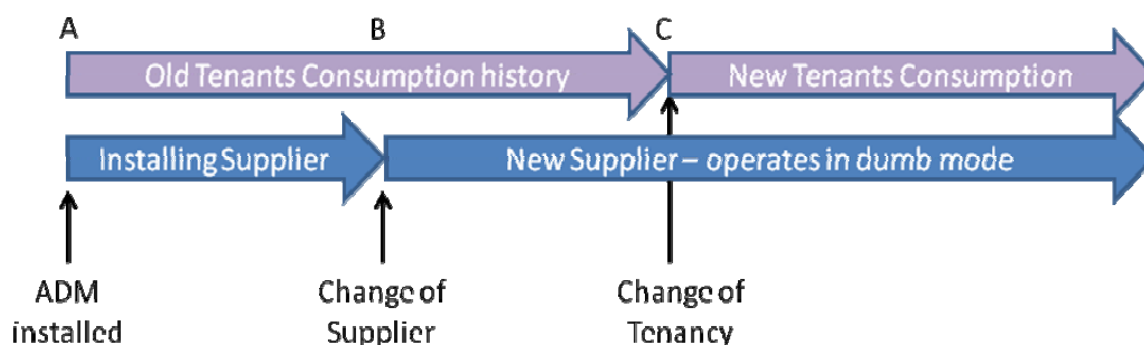 A B C
Old Tenants Consumption history New Tenants Consumption
Installing Supplier New Supplier – operates in dumb mode
ADM
installed
Change of
Supplier
Change of
Tenancy